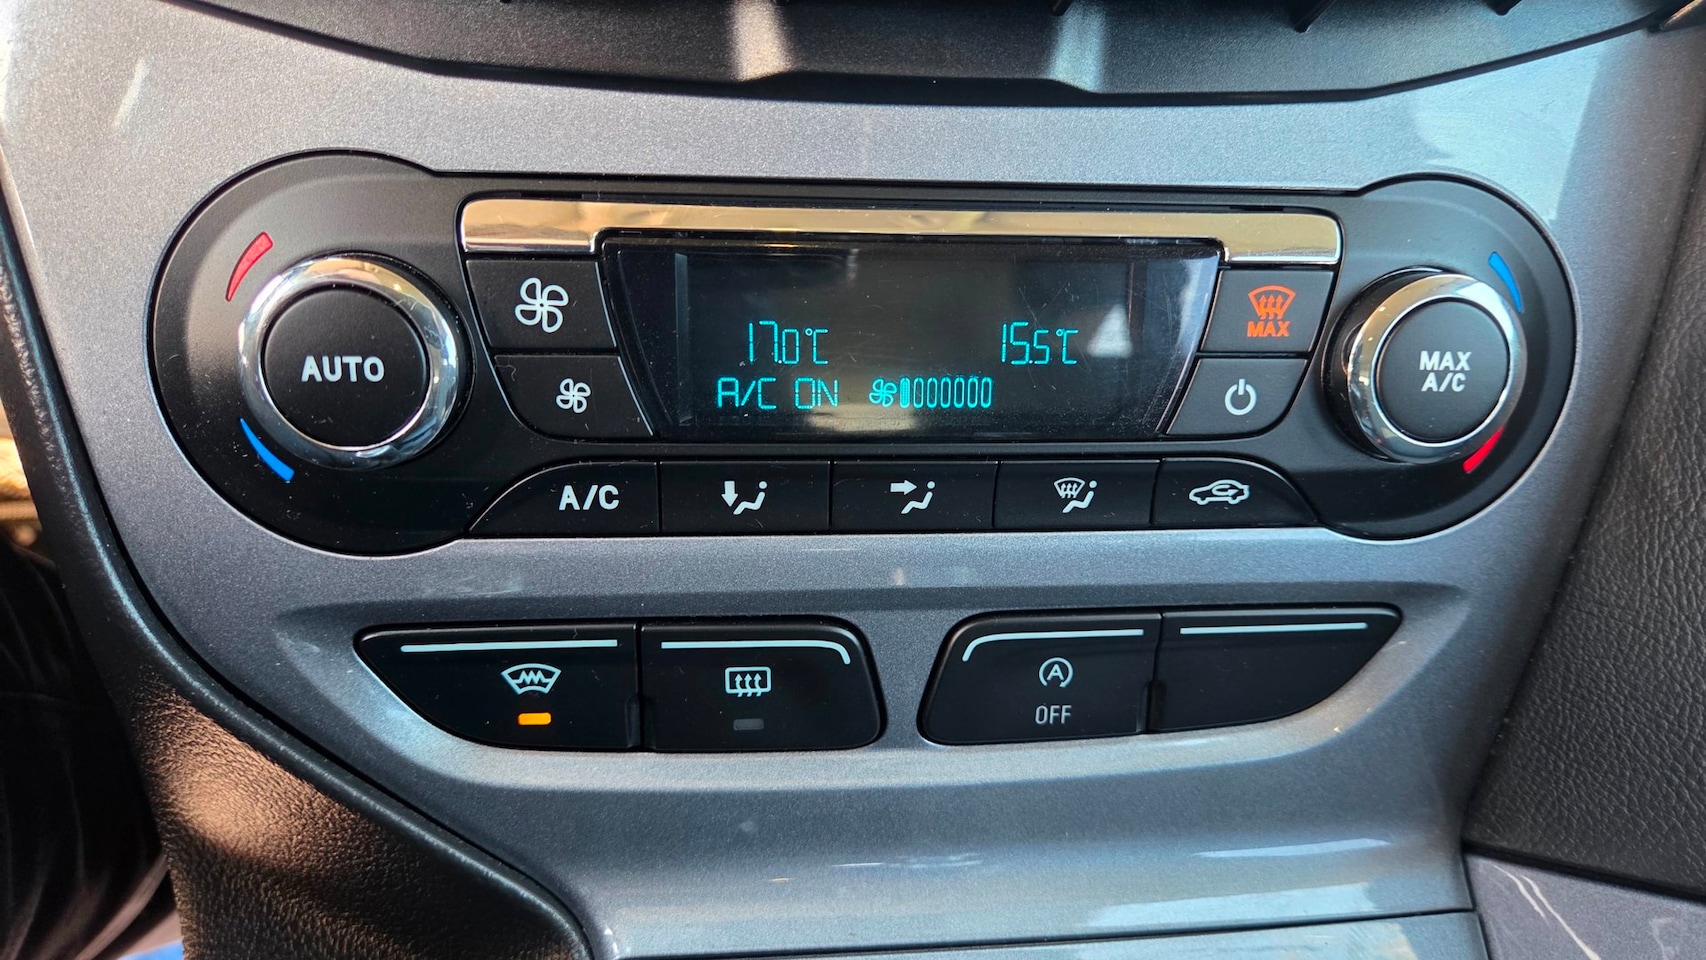 17.0°C 15.5°C
A/C ON
MAX
AUTO
MAX
A/C
A/C
A
OFF